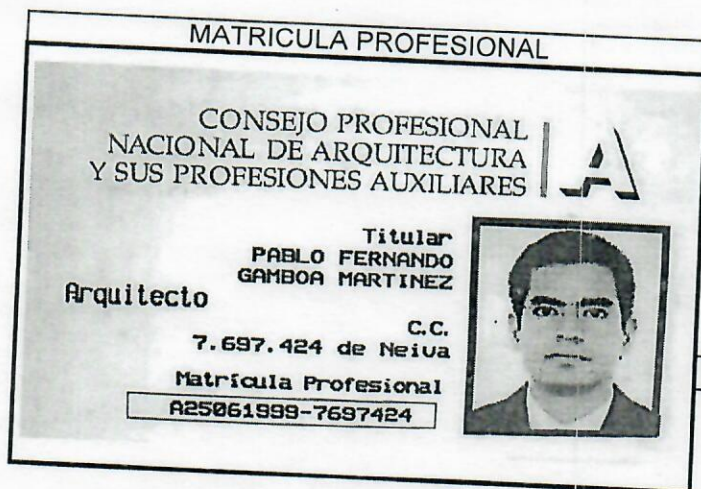 MATRICULA PROFESIONAL
CONSEJO PROFESIONAL
NACIONAL DE ARQUITECTURA
Y SUS PROFESIONES AUXILIARES
A
Titular
PABLO FERNANDO
GAMBOA MARTINEZ
Arquitecto
C.C.
7.697.424 de Neiva
Matrícula Profesional
A25061999-7697424